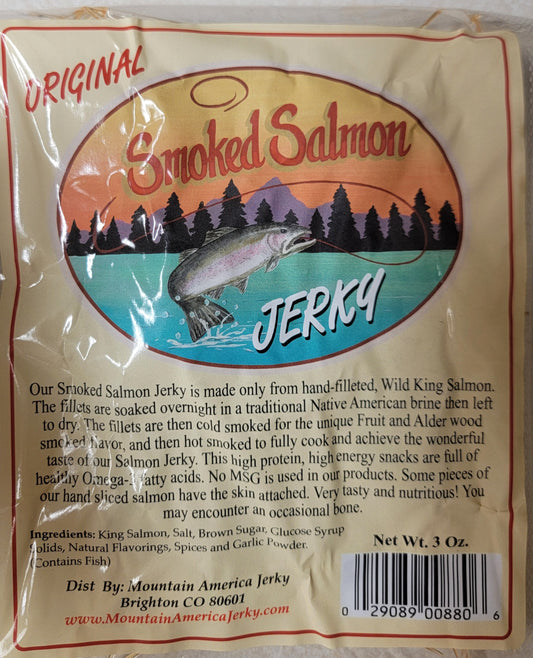 ORIGINAL
Smoked Salmon
JERKY
Our Smoked Salmon Jerky is made only from hand-filleted, Wild King Salmon.
The fillets are soaked overnight in a traditional Native American brine then left
to dry. The fillets are then cold smoked for the unique Fruit and Alder wood
smoked flavor, and then hot smoked to fully cook and achieve the wonderful
taste of our Salmon Jerky. This high protein, high energy snacks are full of
healthy Omega-3 fatty acids. No MSG is used in our products. Some pieces of
our hand sliced salmon have the skin attached. Very tasty and nutritious! You
may encounter an occasional bone.
Ingredients: King Salmon, Salt, Brown Sugar, Glucose Syrup
Solids, Natural Flavorings, Spices and Garlic Powder.
(Contains Fish)
Net Wt. 3 Oz.
Dist By: Mountain America Jerky
Brighton CO 80601
www.MountainAmericaJerky.com
0 29089 00880 6